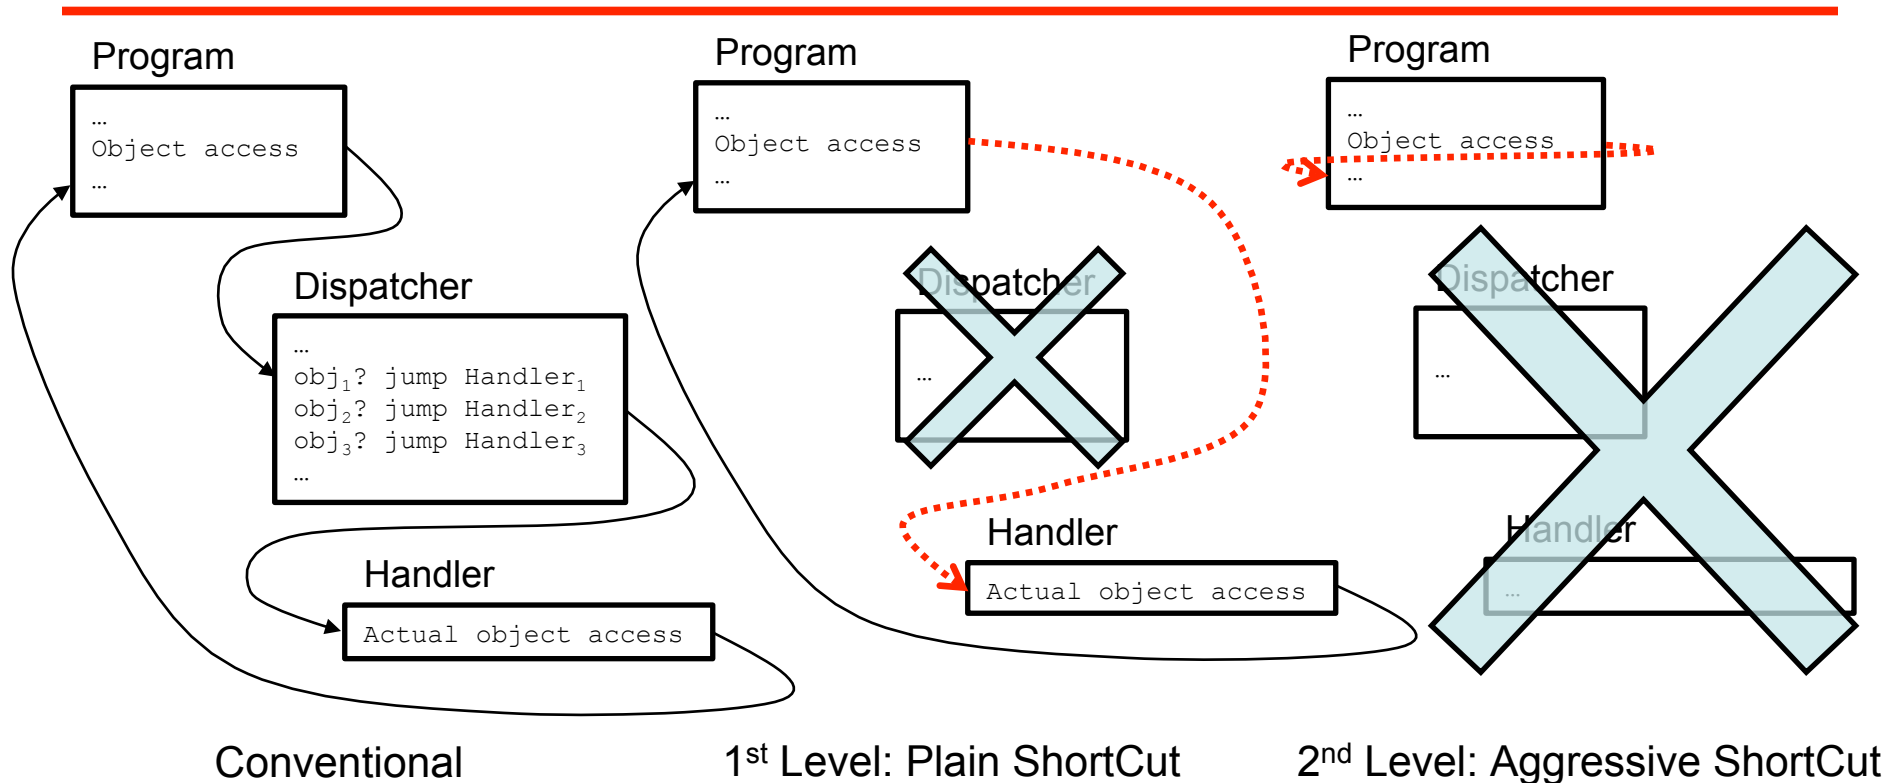 Program
…
Object access
…
Dispatcher
…
obj₁? jump Handler₁
obj₂? jump Handler₂
obj₃? jump Handler₃
…
Handler
Actual object access
Conventional
Program
…
Object access
…
Dispatcher
…
Handler
Actual object access
1st Level: Plain ShortCut
Program
…
Object access
…
Dispatcher
…
Handler
…
2nd Level: Aggressive ShortCut